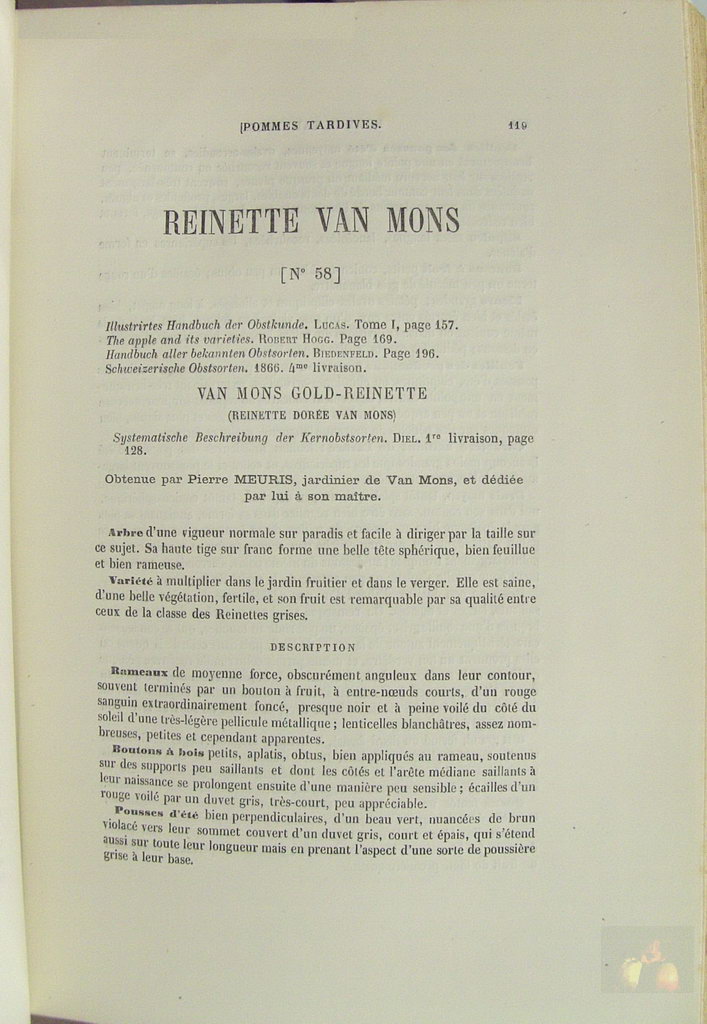 [POMMES TARDIVES. 119
REINETTE VAN MONS
[N° 58]
Illustrirtes Handbuch der Obstkunde. LUCAS. Tome I, page 157.
The apple and its varieties. ROBERT HOGG. Page 169.
Handbuch aller bekannten Obstsorten. BIEDENFELD. Page 196.
Schweizerische Obstsorten. 1866. 4me livraison.
VAN MONS GOLD-REINETTE
(REINETTE DORÉE VAN MONS)
Systematische Beschreibung der Kernobstsorten. DIEL. 1re livraison, page
128.
Obtenue par Pierre MEURIS, jardinier de Van Mons, et dédiée
par lui à son maître.
Arbre d'une vigueur normale sur paradis et facile à diriger par la taille sur
ce sujet. Sa haute tige sur franc forme une belle tête sphérique, bien feuillue
et bien rameuse.
Variété à multiplier dans le jardin fruitier et dans le verger. Elle est saine,
d'une belle végétation, fertile, et son fruit est remarquable par sa qualité entre
ceux de la classe des Reinettes grises.
DESCRIPTION
Rameaux de moyenne force, obscurément anguleux dans leur contour,
souvent terminés par un bouton à fruit, à entre-nœuds courts, d'un rouge
sanguin extraordinairement foncé, presque noir et à peine voilé du côté du
soleil d'une très-légère pellicule métallique; lenticelles blanchâtres, assez nom-
breuses, petites et cependant apparentes.
Boutons à bois petits, aplatis, obtus, bien appliqués au rameau, soutenus
sur des supports peu saillants et dont les côtés et l'arête médiane saillants à
leur naissance se prolongent ensuite d'une manière peu sensible; écailles d'un
rouge voilé par un duvet gris, très-court, peu appréciable.
Pousses d'été bien perpendiculaires, d'un beau vert, nuancées de brun
violacé vers leur sommet couvert d'un duvet gris, court et épais, qui s'étend
aussi sur toute leur longueur mais en prenant l'aspect d'une sorte de poussière
grise à leur base.